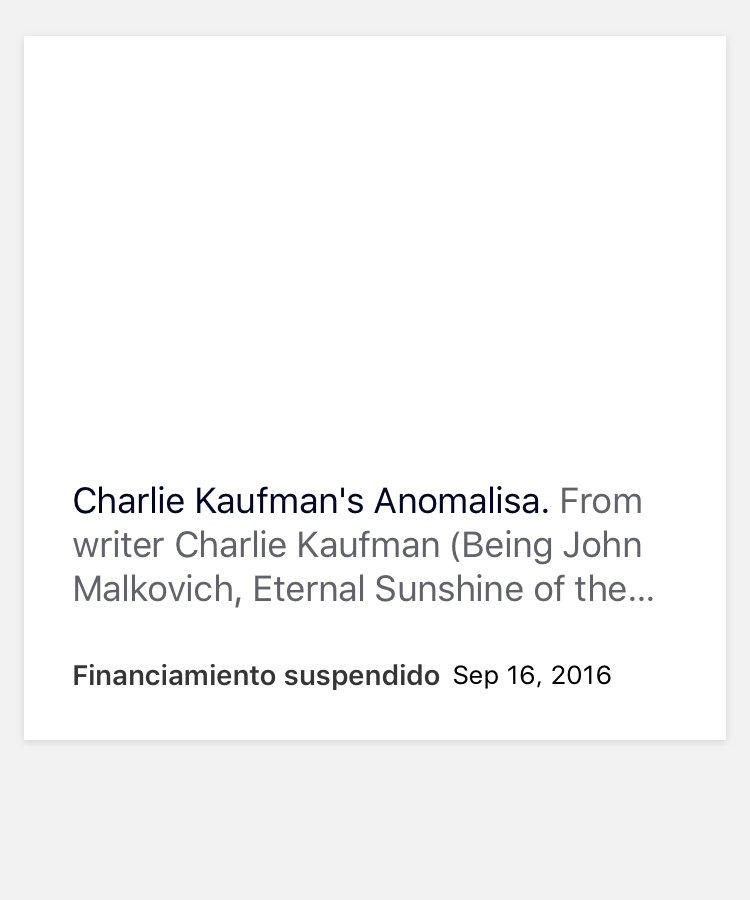 Charlie Kaufman's Anomalisa. From
writer Charlie Kaufman (Being John
Malkovich, Eternal Sunshine of the...
Financiamiento suspendido Sep 16, 2016